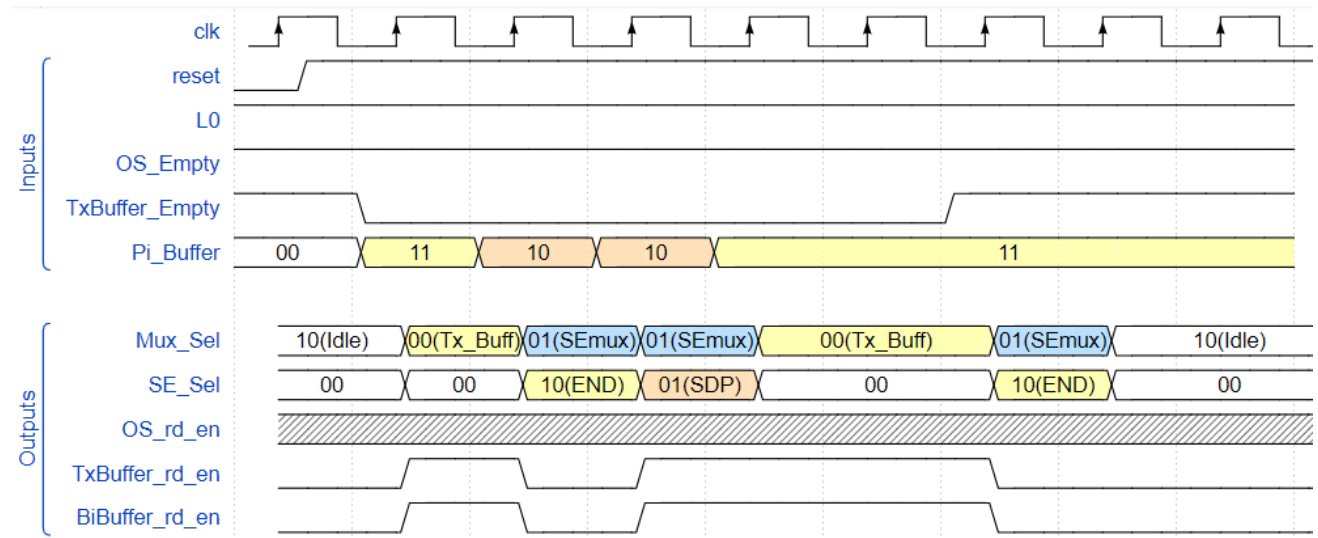 clk
reset
L0
OS_Empty
TxBuffer_Empty
Pi_Buffer 00 11 10 10 11
Inputs
Mux_Sel 10(Idle) 00(Tx_Buff) 01(SEmux) 01(SEmux) 00(Tx_Buff) 01(SEmux) 10(Idle)
SE_Sel 00 00 10(END) 01(SDP) 00 10(END) 00
OS_rd_en
TxBuffer_rd_en
BiBuffer_rd_en
Outputs